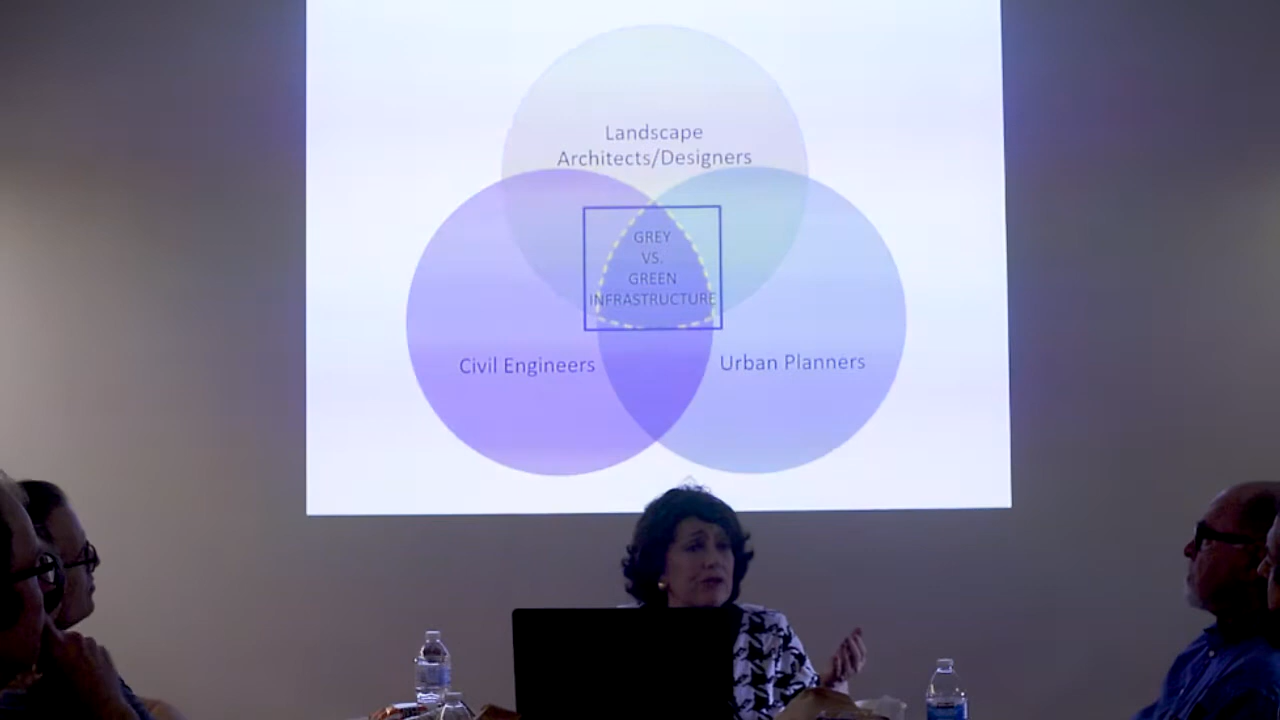 Landscape
Architects/Designers
GREY
VS.
GREEN
INFRASTRUCTURE
Civil Engineers
Urban Planners